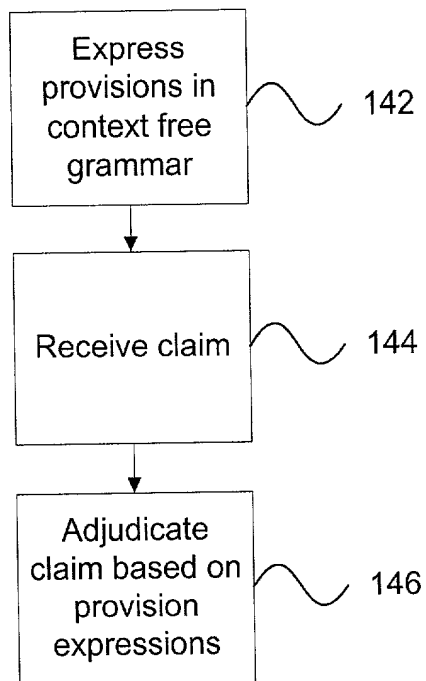 Express
provisions in
context free
grammar
142
Receive claim
144
Adjudicate
claim based on
provision
expressions
146